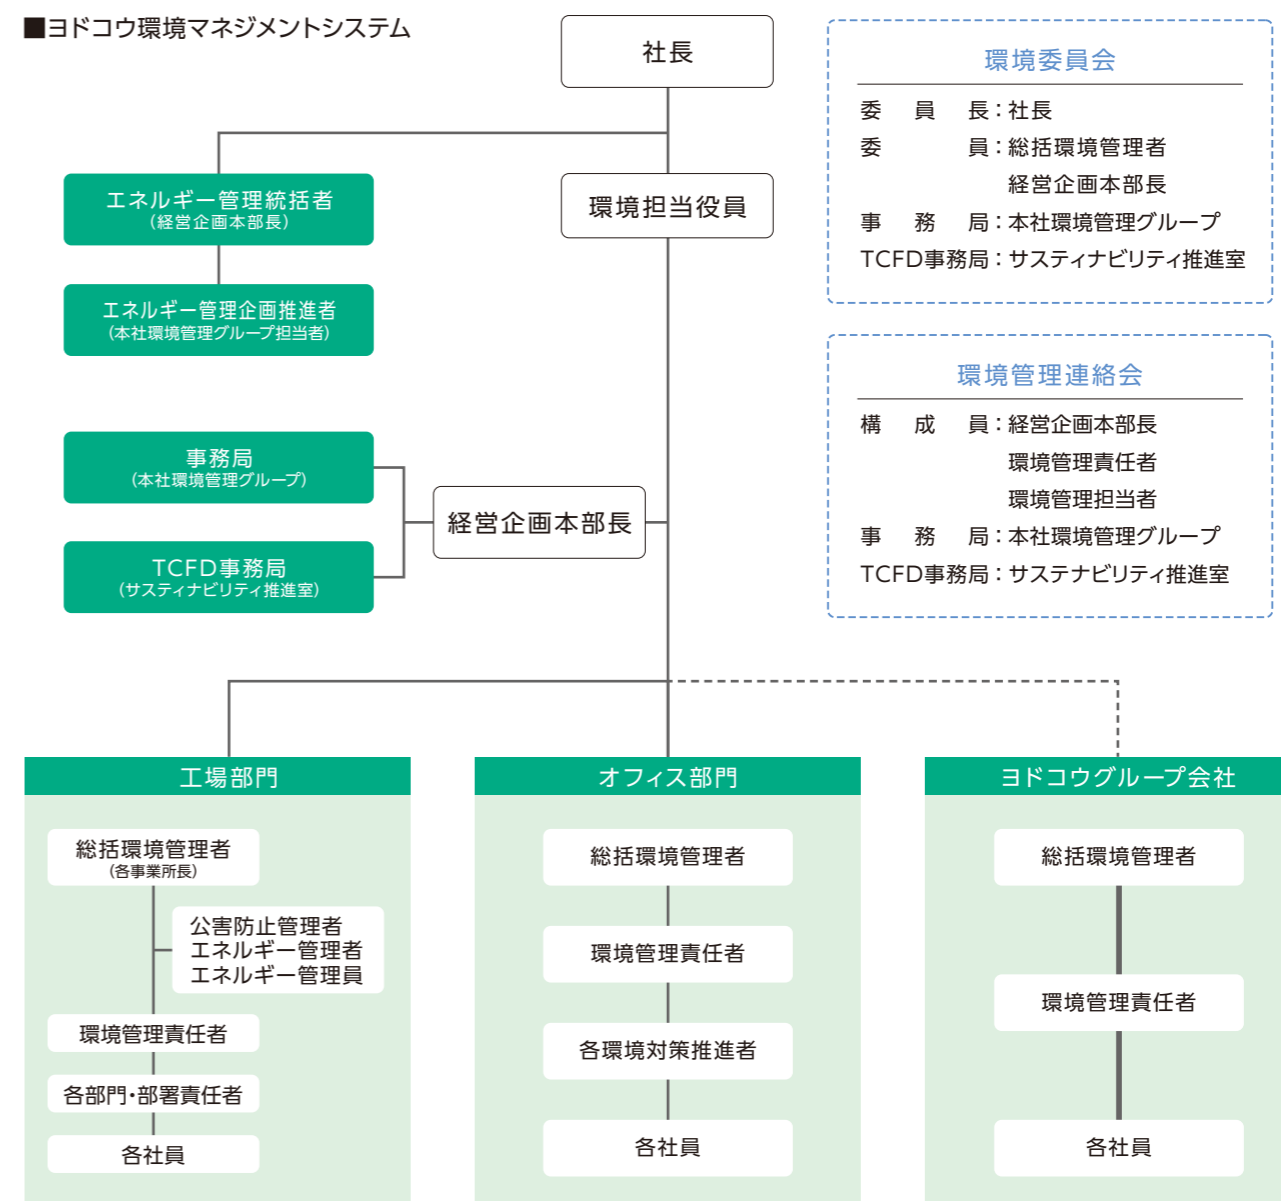 ■ヨドコウ環境マネジメントシステム
社長
エネルギー管理統括者
(経営企画本部長)
環境担当役員
エネルギー管理企画推進者
(本社環境管理グループ担当者)
事務局
(本社環境管理グループ)
経営企画本部長
TCFD事務局
(サスティナビリティ推進室)
環境委員会
委員長：社長
委員：総括環境管理者
経営企画本部長
事務局：本社環境管理グループ
TCFD事務局：サスティナビリティ推進室
環境管理連絡会
構成員：経営企画本部長
環境管理責任者
環境管理担当者
事務局：本社環境管理グループ
TCFD事務局：サステナビリティ推進室
工場部門
総括環境管理者
(各事業所長)
公害防止管理者
エネルギー管理者
エネルギー管理員
環境管理責任者
各部門・部署責任者
各社員
オフィス部門
総括環境管理者
環境管理責任者
各環境対策推進者
各社員
ヨドコウグループ会社
総括環境管理者
環境管理責任者
各社員